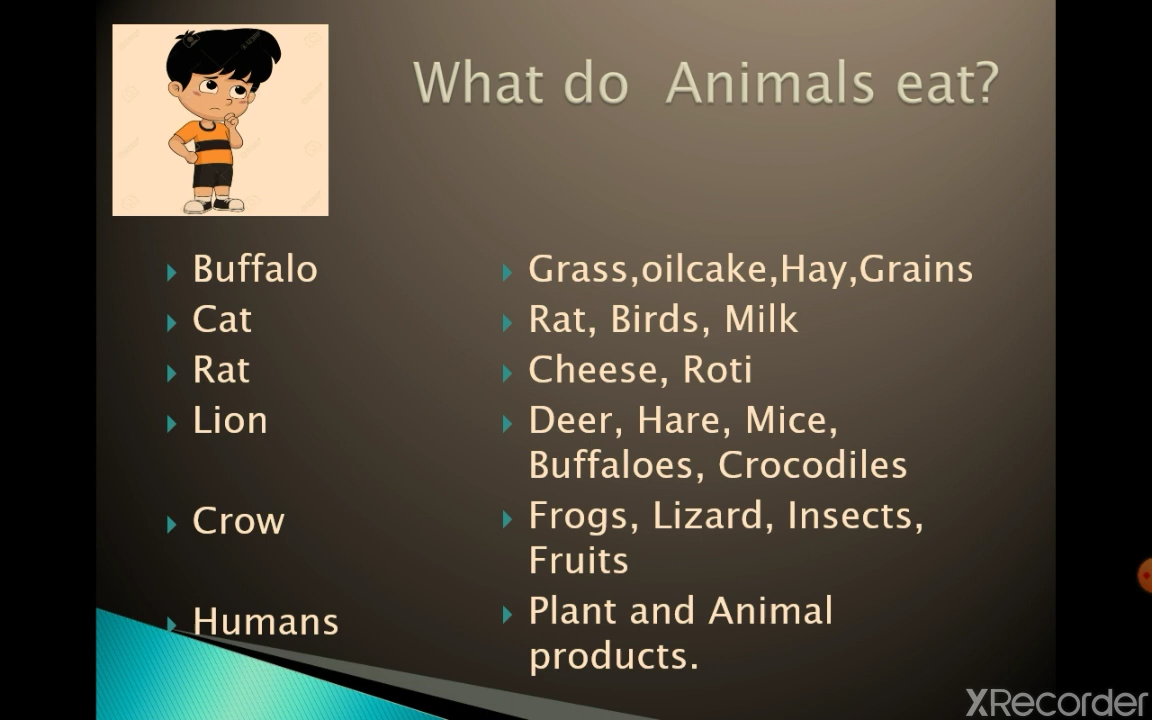 What do Animals eat?
Buffalo
Grass,oilcake,Hay,Grains
Cat
Rat, Birds, Milk
Rat
Cheese, Roti
Lion
Deer, Hare, Mice,
Buffaloes, Crocodiles
Crow
Frogs, Lizard, Insects,
Fruits
Humans
Plant and Animal
products.
XRecorder